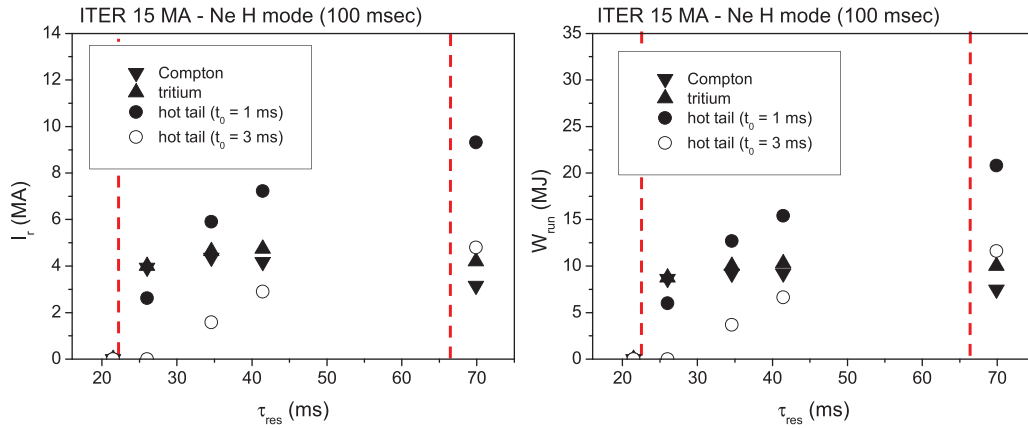 ITER 15 MA - Ne H mode (100 msec)
14
12
10
8
6
4
2
0
I_r (MA)
Compton
tritium
hot tail (t_0 = 1 ms)
hot tail (t_0 = 3 ms)
20 30 40 50 60 70
τ_res (ms)
ITER 15 MA - Ne H mode (100 msec)
35
30
25
20
15
10
5
0
W_run (MJ)
Compton
tritium
hot tail (t_0 = 1 ms)
hot tail (t_0 = 3 ms)
20 30 40 50 60 70
τ_res (ms)